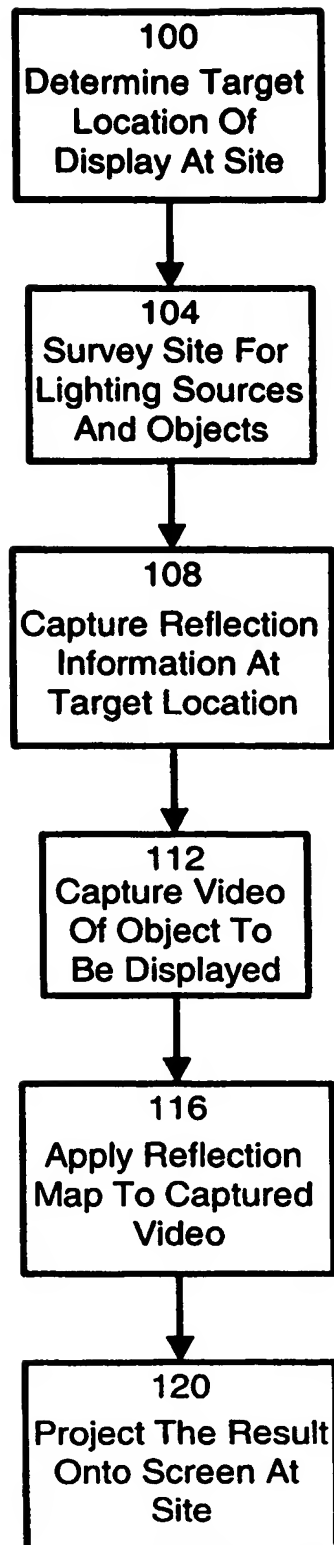 100
Determine Target
Location Of
Display At Site
104
Survey Site For
Lighting Sources
And Objects
108
Capture Reflection
Information At
Target Location
112
Capture Video
Of Object To
Be Displayed
116
Apply Reflection
Map To Captured
Video
120
Project The Result
Onto Screen At
Site